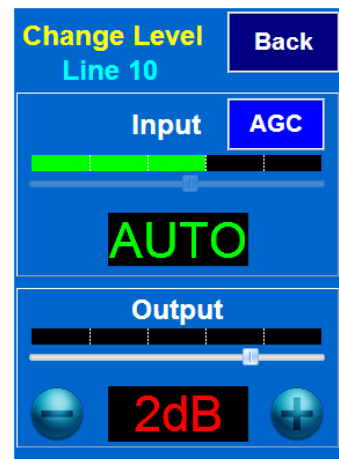 Change Level
Back
Line 10
Input
AGC
AUTO
Output
2dB